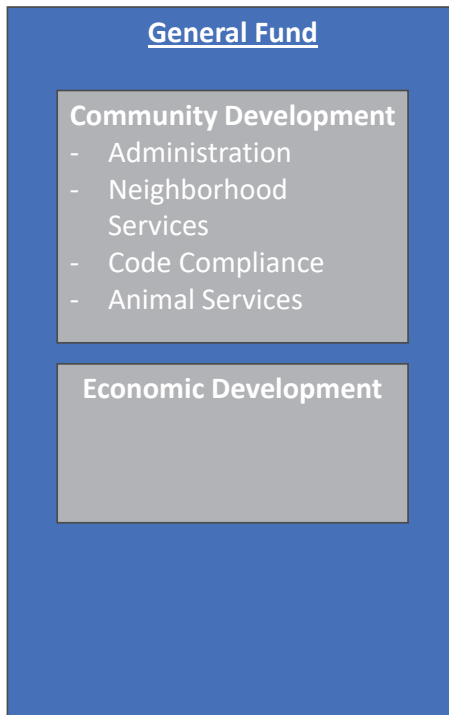 General Fund
Community Development
- Administration
- Neighborhood
Services
- Code Compliance
- Animal Services
Economic Development